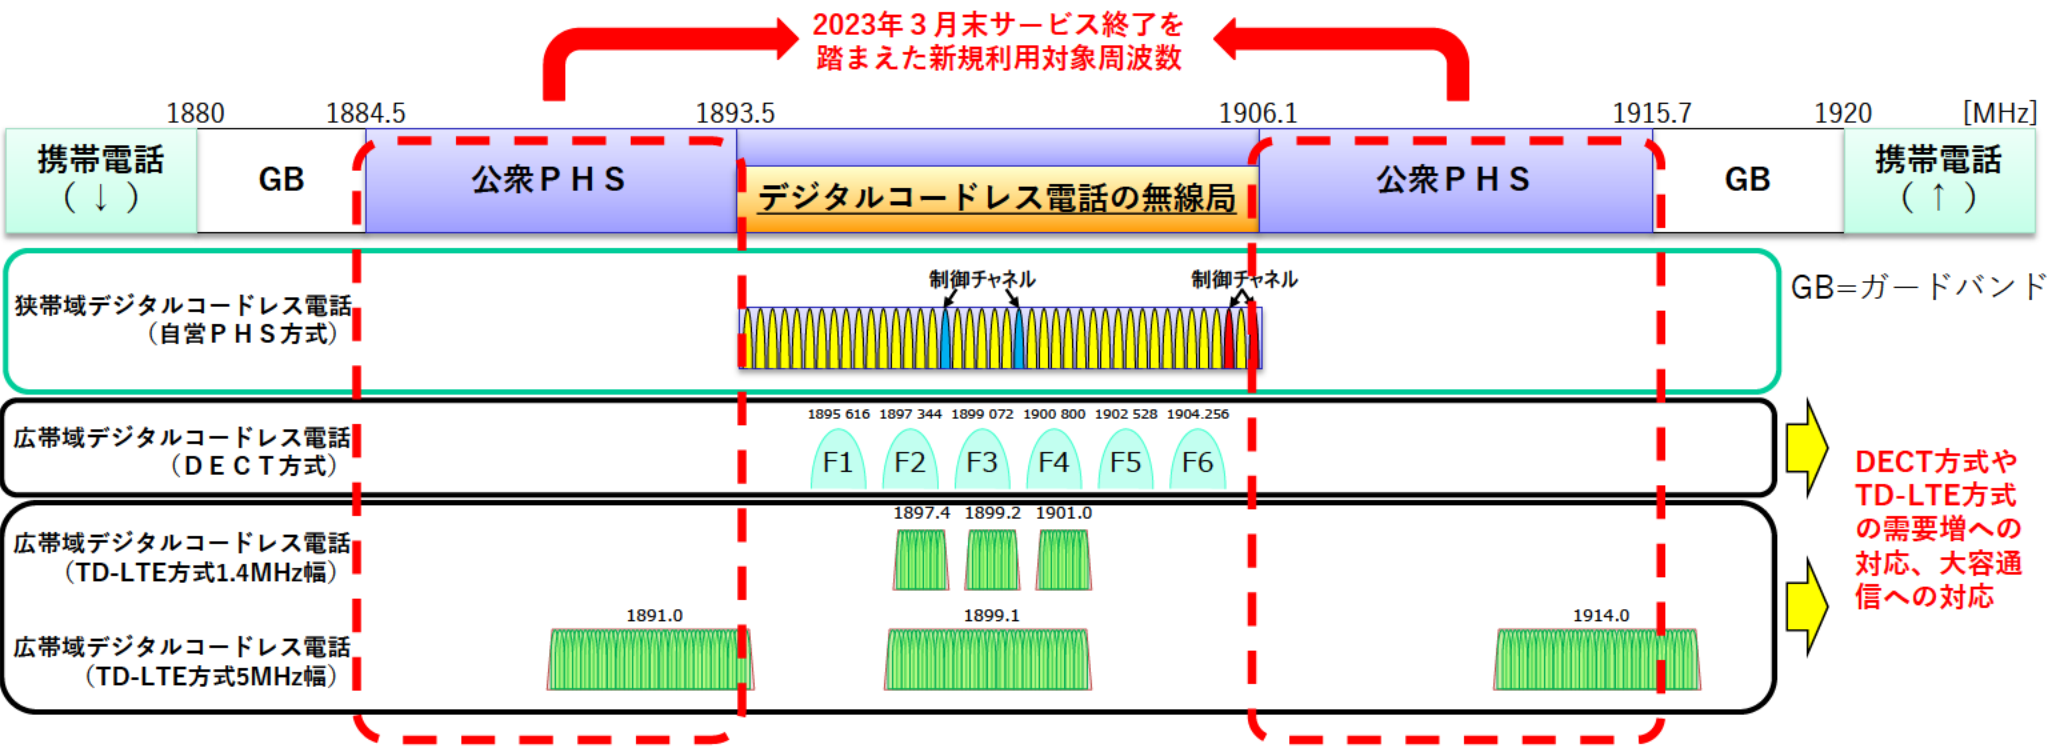 2023年３月末サービス終了を
踏まえた新規利用対象周波数
1880
1884.5
1893.5
1906.1
1915.7
1920
[MHz]
携帯電話
（↓）
GB
公衆ＰＨＳ
デジタルコードレス電話の無線局
公衆ＰＨＳ
GB
携帯電話
（↑）
GB=ガードバンド
狭帯域デジタルコードレス電話
（自営ＰＨＳ方式）
制御チャネル
制御チャネル
広帯域デジタルコードレス電話
（ＤＥＣＴ方式）
1895 616
1897 344
1899 072
1900 800
1902 528
1904.256
F1
F2
F3
F4
F5
F6
広帯域デジタルコードレス電話
（TD-LTE方式1.4MHz幅）
1897.4
1899.2
1901.0
広帯域デジタルコードレス電話
（TD-LTE方式5MHz幅）
1891.0
1899.1
1914.0
DECT方式や
TD-LTE方式
の需要増への
対応、大容通
信への対応